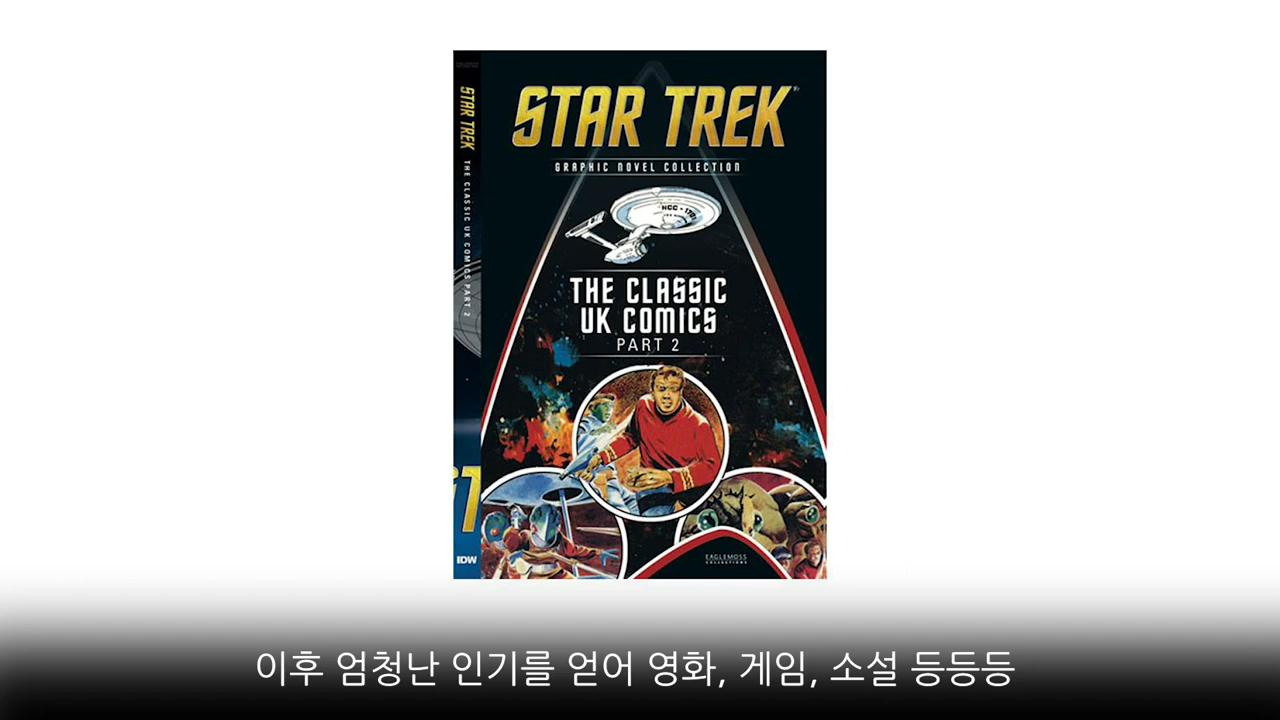 STAR TREK
THE CLASSIC UK COMICS PART 2
IDW
STAR TREK
GRAPHIC NOVEL COLLECTION
NCC-1701
THE CLASSIC
UK COMICS
PART 2
EAGLEMOSS
COLLECTIONS
이후 엄청난 인기를 얻어 영화, 게임, 소설 등등등